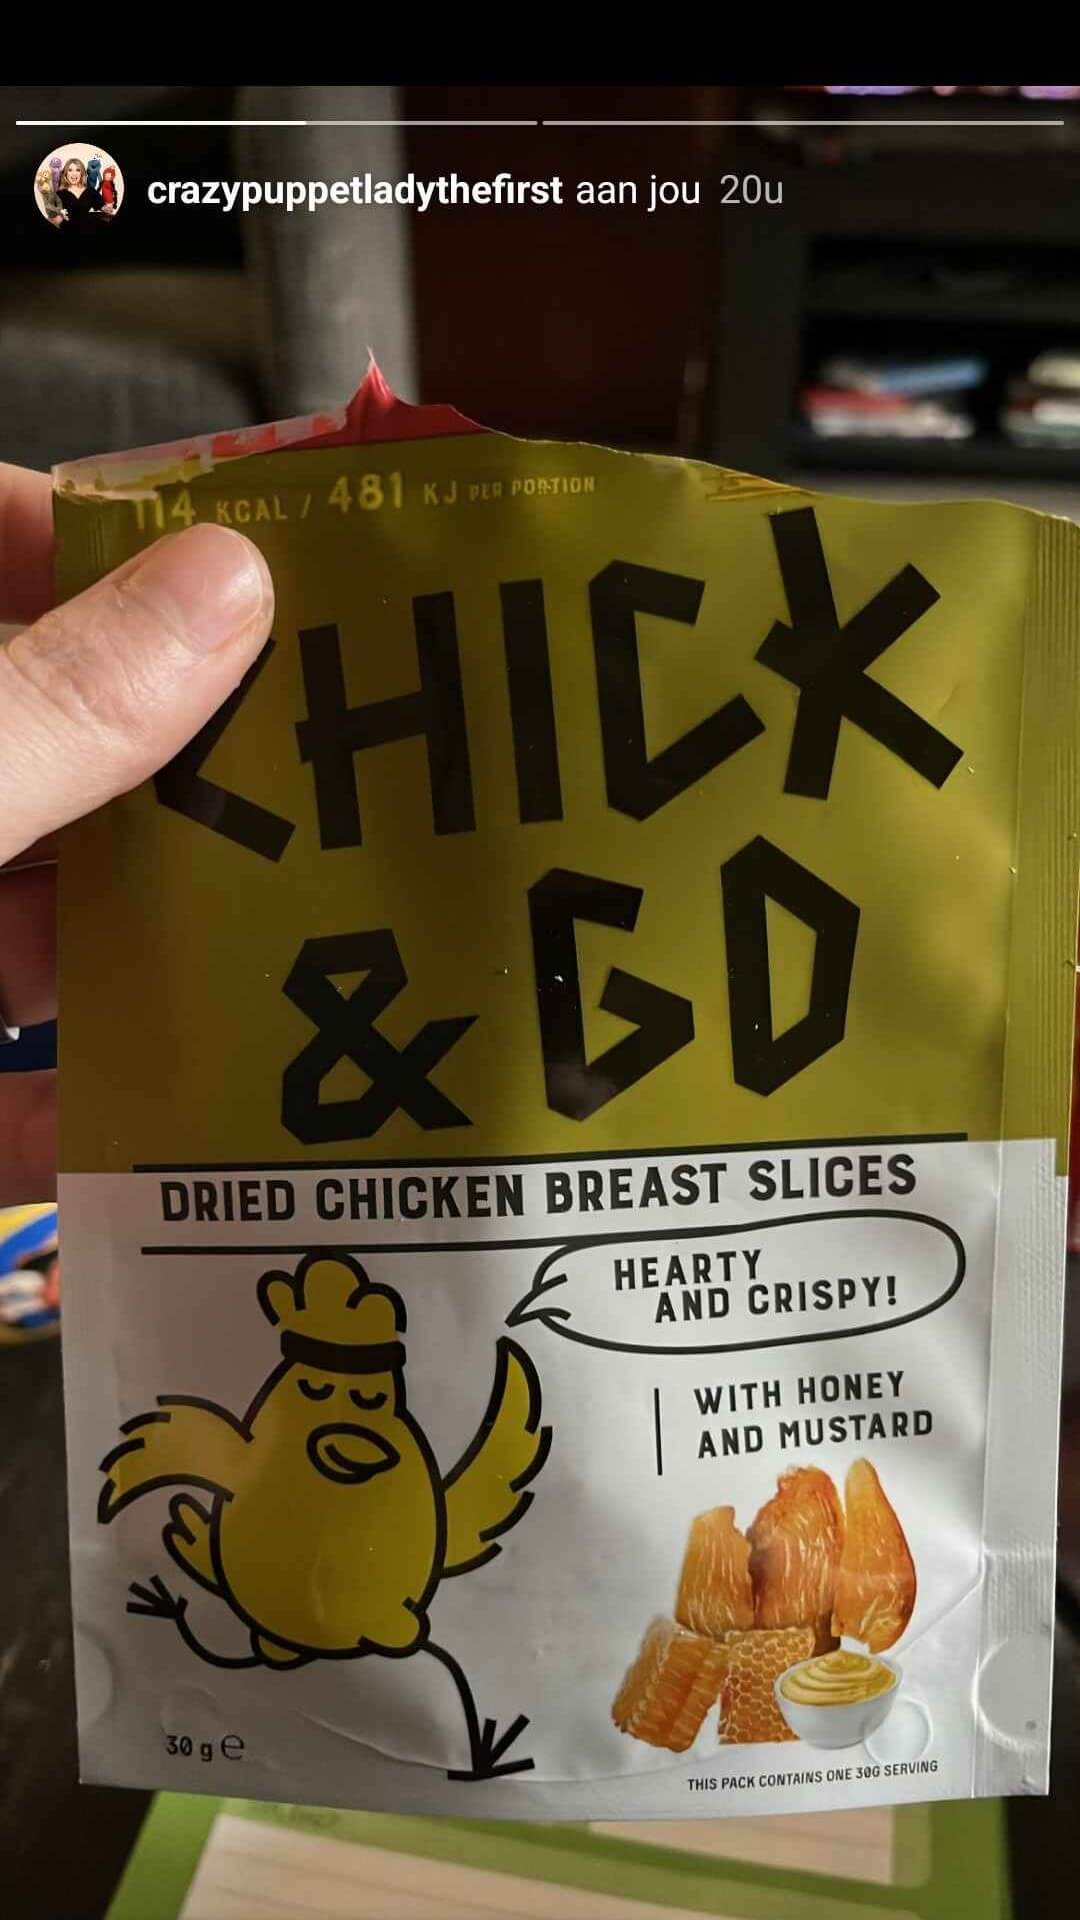 crazypuppetladythefirst aan jou 20u
114 KCAL / 481 KJ PER PORTION
CHICK
& GO
DRIED CHICKEN BREAST SLICES
HEARTY
AND CRISPY!
WITH HONEY
AND MUSTARD
30 g e
THIS PACK CONTAINS ONE 30G SERVING